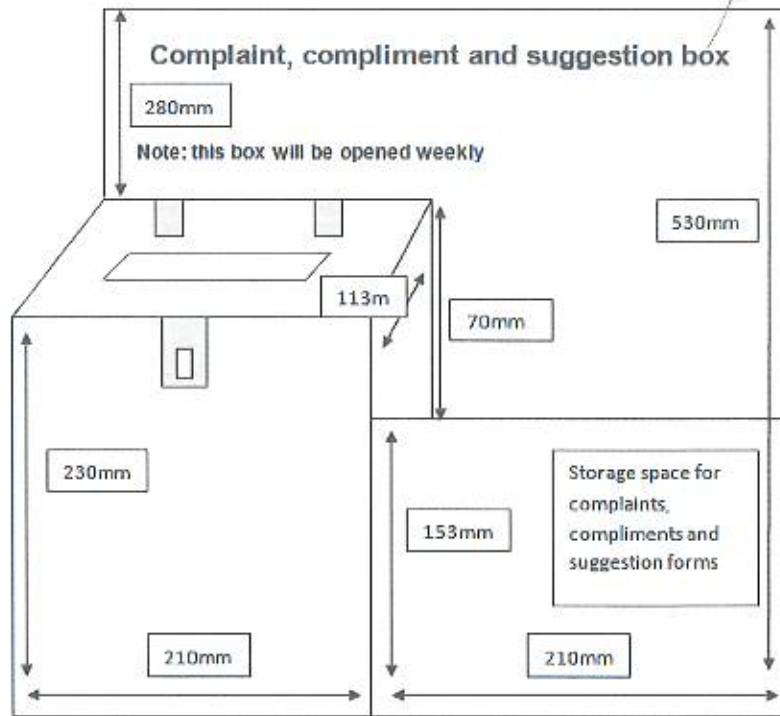 Complaint, compliment and suggestion box
280mm
Note: this box will be opened weekly
530mm
113m
70mm
230mm
153mm
Storage space for
complaints,
compliments and
suggestion forms
210mm
210mm